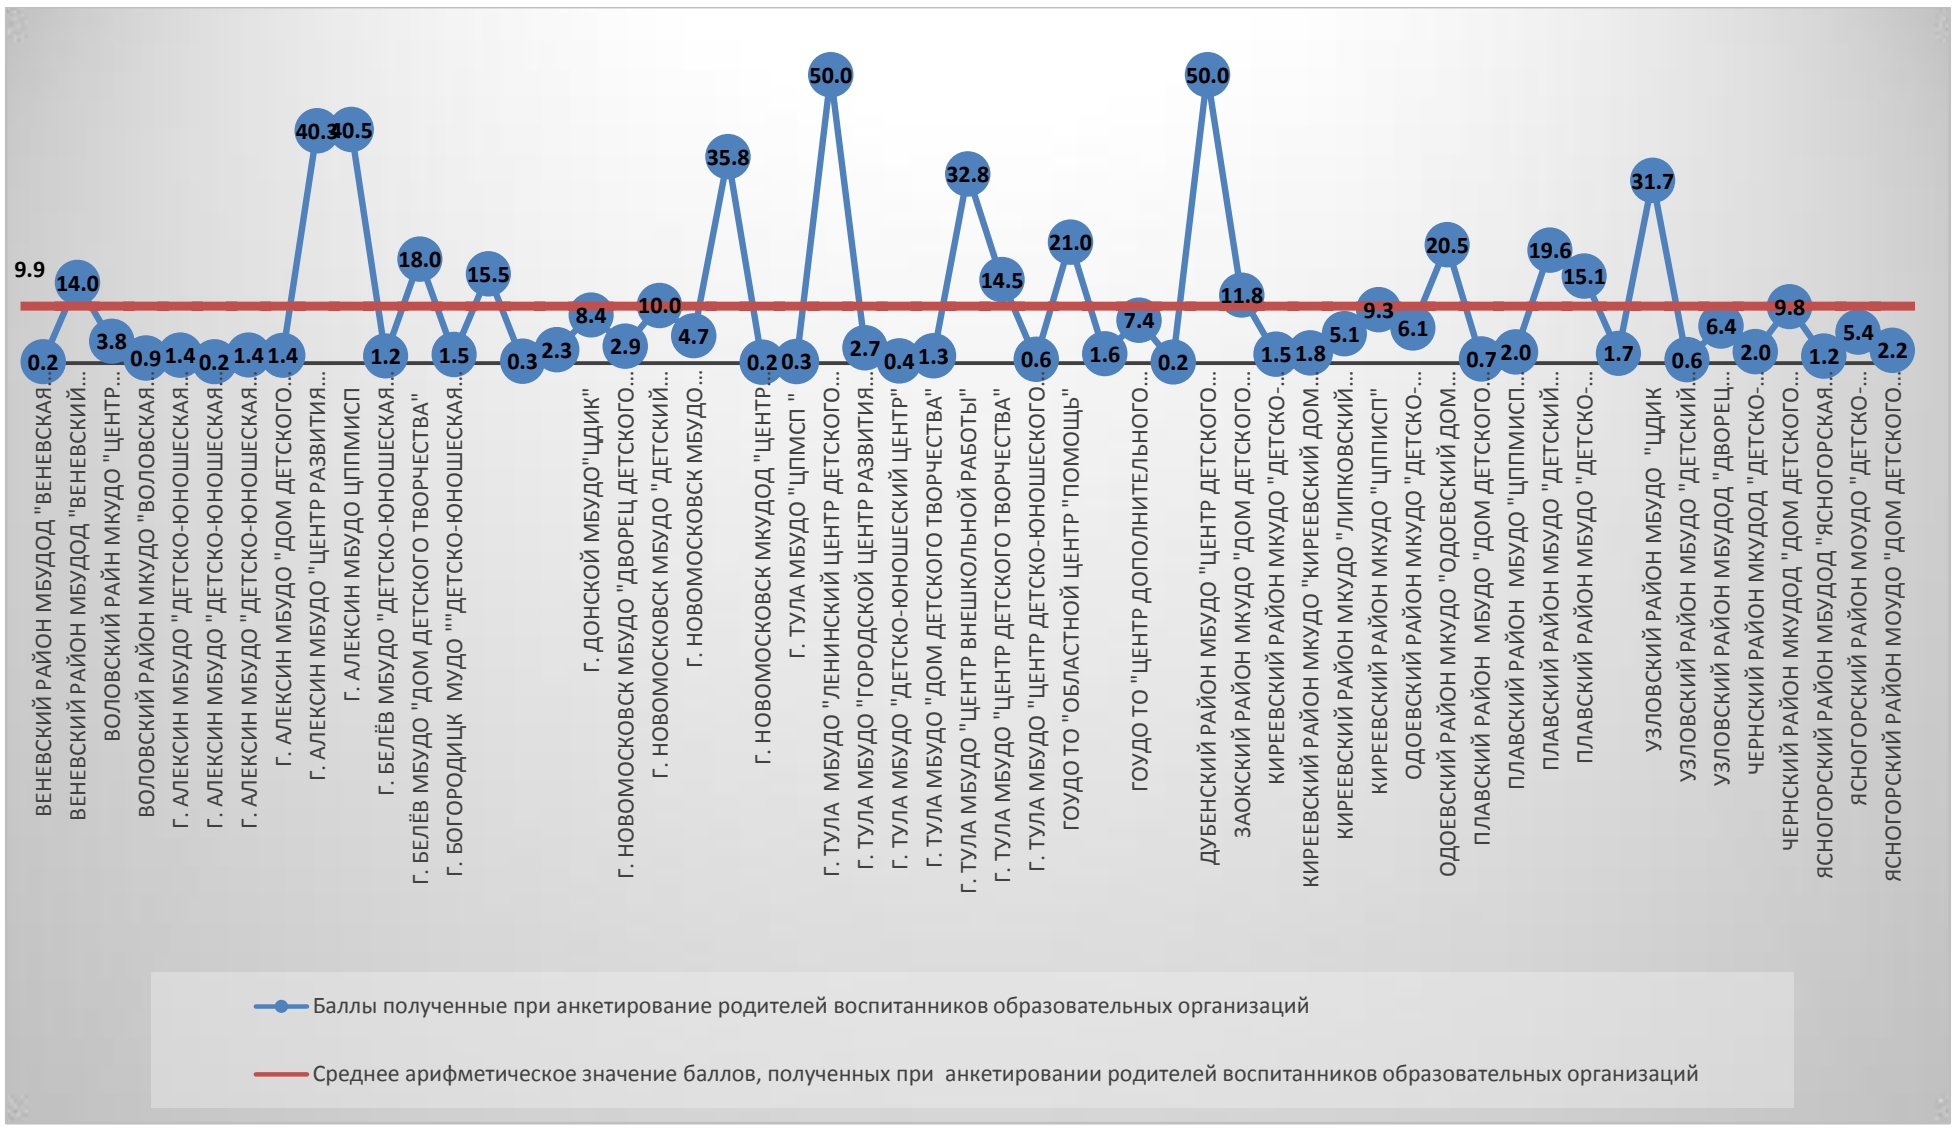 9.9
0.2
14.0
3.8
0.9
1.4
0.2
1.4
1.4
40.3
40.5
1.2
18.0
1.5
15.5
0.3
2.3
8.4
2.9
10.0
4.7
35.8
0.2
0.3
50.0
2.7
0.4
1.3
32.8
14.5
0.6
21.0
1.6
7.4
0.2
50.0
11.8
1.5
1.8
5.1
9.3
6.1
20.5
0.7
2.0
19.6
15.1
1.7
31.7
0.6
6.4
2.0
9.8
1.2
5.4
2.2
ВЕНЕВСКИЙ РАЙОН МБУДОД "ВЕНЕВСКАЯ…
ВЕНЕВСКИЙ РАЙОН МБУДОД "ВЕНЕВСКИЙ…
ВОЛОВСКИЙ РАЙН МКУДО "ЦЕНТР…
ВОЛОВСКИЙ РАЙОН МКУДО "ВОЛОВСКАЯ…
Г. АЛЕКСИН МБУДО "ДЕТСКО-ЮНОШЕСКАЯ…
Г. АЛЕКСИН МБУДО "ДЕТСКО-ЮНОШЕСКАЯ…
Г. АЛЕКСИН МБУДО "ДЕТСКО-ЮНОШЕСКАЯ…
Г. АЛЕКСИН МБУДО "ДОМ ДЕТСКОГО…
Г. АЛЕКСИН МБУДО "ЦЕНТР РАЗВИТИЯ…
Г. АЛЕКСИН МБУДО ЦППМИСП
Г. БЕЛЁВ МБУДО "ДЕТСКО-ЮНОШЕСКАЯ…
Г. БЕЛЁВ МБУДО "ДОМ ДЕТСКОГО ТВОРЧЕСТВА"
Г. БОГОРОДИЦК МУДО ""ДЕТСКО-ЮНОШЕСКАЯ…
Г. ДОНСКОЙ МБУДО"ЦДИК"
Г. НОВОМОСКОВСК МБУДО "ДВОРЕЦ ДЕТСКОГО…
Г. НОВОМОСКОВСК МБУДО "ДЕТСКИЙ…
Г. НОВОМОСКОВСК МБУДО…
Г. НОВОМОСКОВСК МКУДОД "ЦЕНТР…
Г. ТУЛА МБУДО "ЦПМСП "
Г. ТУЛА МБУДО "ЛЕНИНСКИЙ ЦЕНТР ДЕТСКОГО…
Г. ТУЛА МБУДО "ГОРОДСКОЙ ЦЕНТР РАЗВИТИЯ…
Г. ТУЛА МБУДО "ДЕТСКО-ЮНОШЕСКИЙ ЦЕНТР"
Г. ТУЛА МБУДО "ДОМ ДЕТСКОГО ТВОРЧЕСТВА"
Г. ТУЛА МБУДО "ЦЕНТР ВНЕШКОЛЬНОЙ РАБОТЫ"
Г. ТУЛА МБУДО "ЦЕНТР ДЕТСКОГО ТВОРЧЕСТВА"
Г. ТУЛА МБУДО "ЦЕНТР ДЕТСКО-ЮНОШЕСКОГО…
ГОУДО ТО "ОБЛАСТНОЙ ЦЕНТР "ПОМОЩЬ"
ГОУДО ТО "ЦЕНТР ДОПОЛНИТЕЛЬНОГО…
ДУБЕНСКИЙ РАЙОН МБУДО "ЦЕНТР ДЕТСКОГО…
ЗАОКСКИЙ РАЙОН МКУДО "ДОМ ДЕТСКОГО…
КИРЕЕВСКИЙ РАЙОН МКУДО "ДЕТСКО-…
КИРЕЕВСКИЙ РАЙОН МКУДО "КИРЕЕВСКИЙ ДОМ…
КИРЕЕВСКИЙ РАЙОН МКУДО "ЛИПКОВСКИЙ…
КИРЕЕВСКИЙ РАЙОН МКУДО "ЦППИСП"
ОДОЕВСКИЙ РАЙОН МКУДО "ДЕТСКО-…
ОДОЕВСКИЙ РАЙОН МКУДО "ОДОЕВСКИЙ ДОМ…
ПЛАВСКИЙ РАЙОН МБУДО "ДОМ ДЕТСКОГО…
ПЛАВСКИЙ РАЙОН МБУДО "ЦППМИСП…
ПЛАВСКИЙ РАЙОН МБУДО "ДЕТСКИЙ…
ПЛАВСКИЙ РАЙОН МБУДО "ДЕТСКО-…
УЗЛОВСКИЙ РАЙОН МБУДО "ЦДИК
УЗЛОВСКИЙ РАЙОН МБУДО "ДЕТСКИЙ…
УЗЛОВСКИЙ РАЙОН МБУДОД "ДВОРЕЦ…
ЧЕРНСКИЙ РАЙОН МКУДОД "ДЕТСКО-…
ЧЕРНСКИЙ РАЙОН МКУДОД "ДОМ ДЕТСКОГО…
ЯСНОГОРСКИЙ РАЙОН МБУДОД "ЯСНОГОРСКАЯ…
ЯСНОГОРСКИЙ РАЙОН МОУДО "ДЕТСКО-…
ЯСНОГОРСКИЙ РАЙОН МОУДО "ДОМ ДЕТСКОГО…
Баллы полученные при анкетирование родителей воспитанников образовательных организаций
Среднее арифметическое значение баллов, полученных при анкетировании родителей воспитанников образовательных организаций